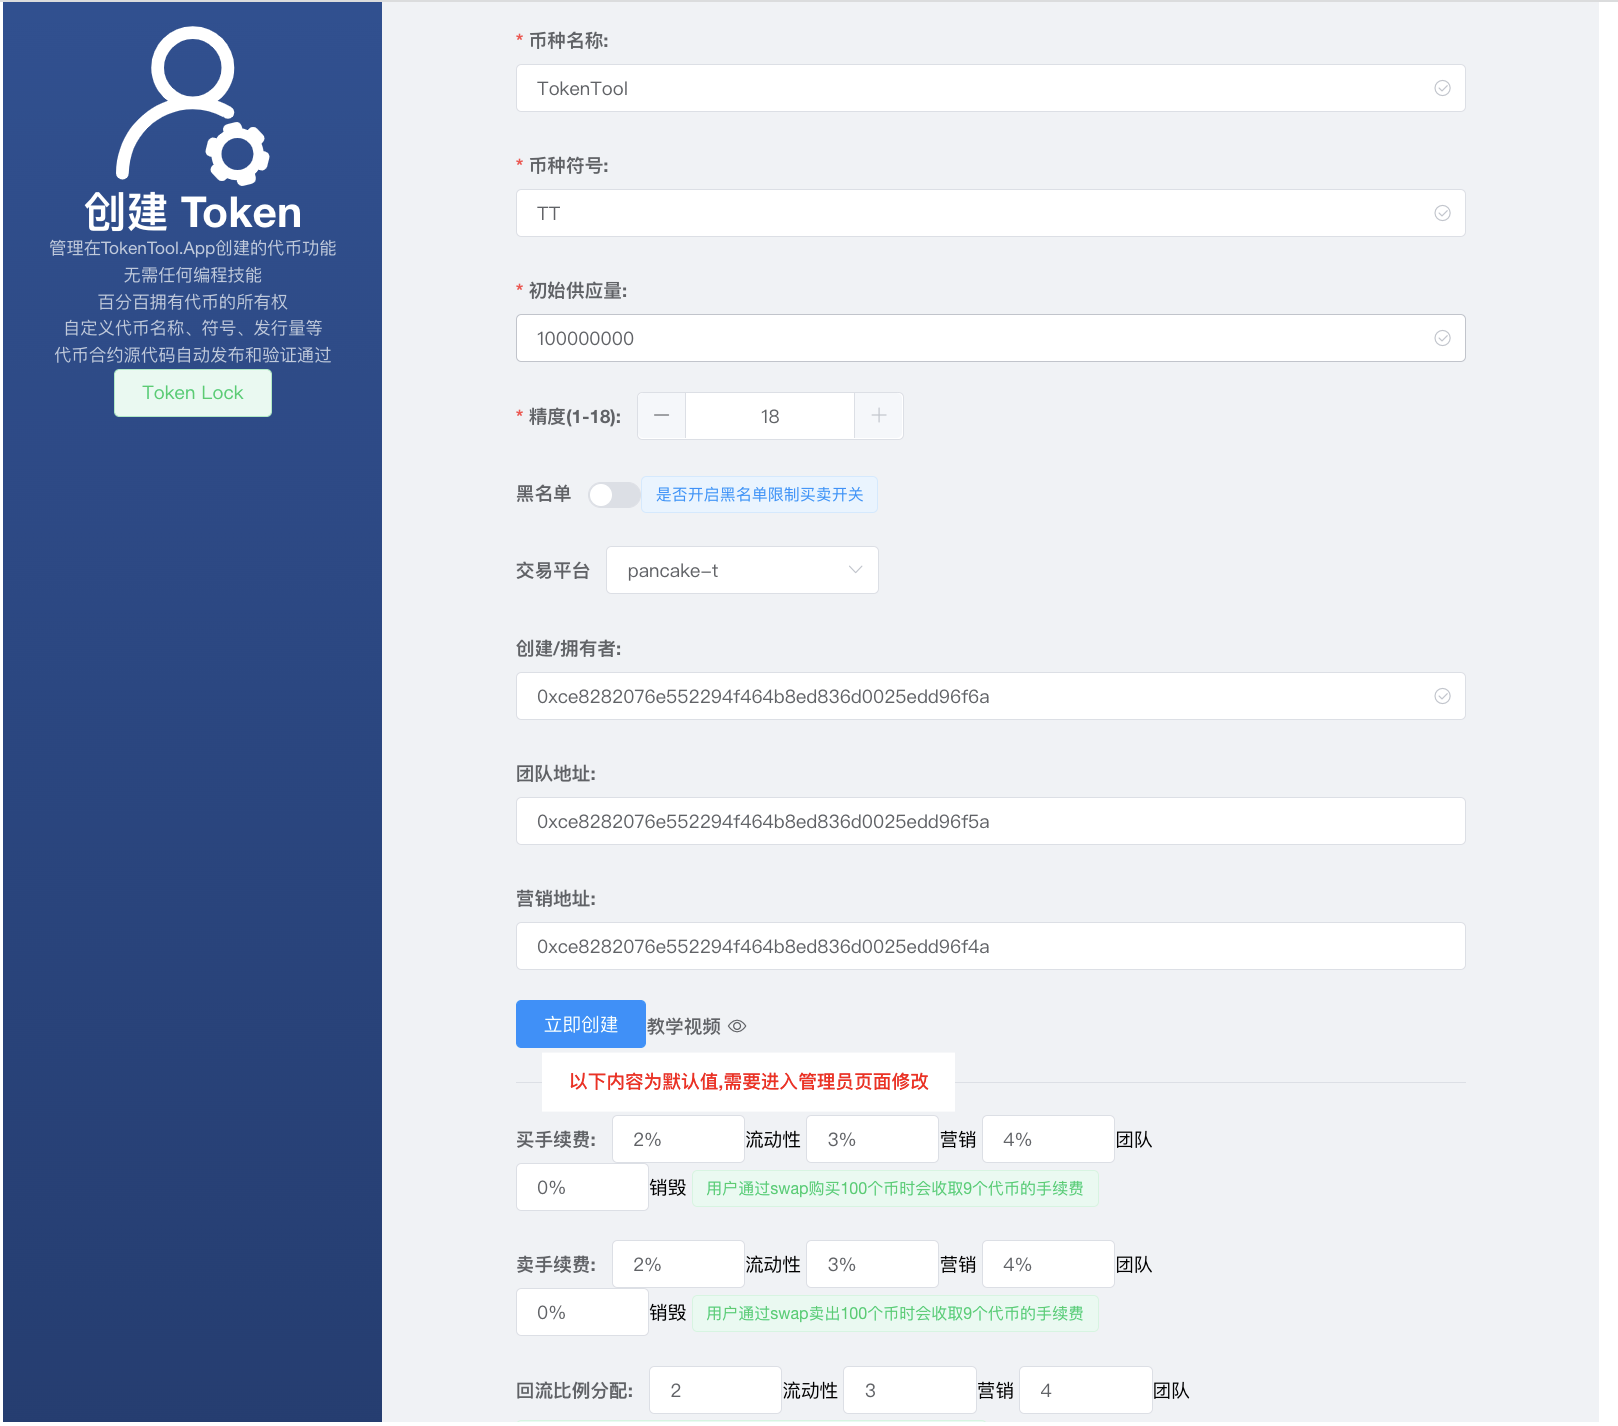 创建 Token
管理在TokenTool.App创建的代币功能
无需任何编程技能
百分百拥有代币的所有权
自定义代币名称、符号、发行量等
代币合约源代码自动发布和验证通过
Token Lock
* 币种名称:
TokenTool
* 币种符号:
TT
* 初始供应量:
100000000
* 精度(1-18): 18
黑名单 是否开启黑名单限制买卖开关
交易平台 pancake-t
创建/拥有者:
0xce8282076e552294f464b8ed836d0025edd96f6a
团队地址:
0xce8282076e552294f464b8ed836d0025edd96f5a
营销地址:
0xce8282076e552294f464b8ed836d0025edd96f4a
立即创建 教学视频
以下内容为默认值,需要进入管理员页面修改
买手续费: 2% 流动性 3% 营销 4% 团队
0% 销毁 用户通过swap购买100个币时会收取9个代币的手续费
卖手续费: 2% 流动性 3% 营销 4% 团队
0% 销毁 用户通过swap卖出100个币时会收取9个代币的手续费
回流比例分配: 2 流动性 3 营销 4 团队